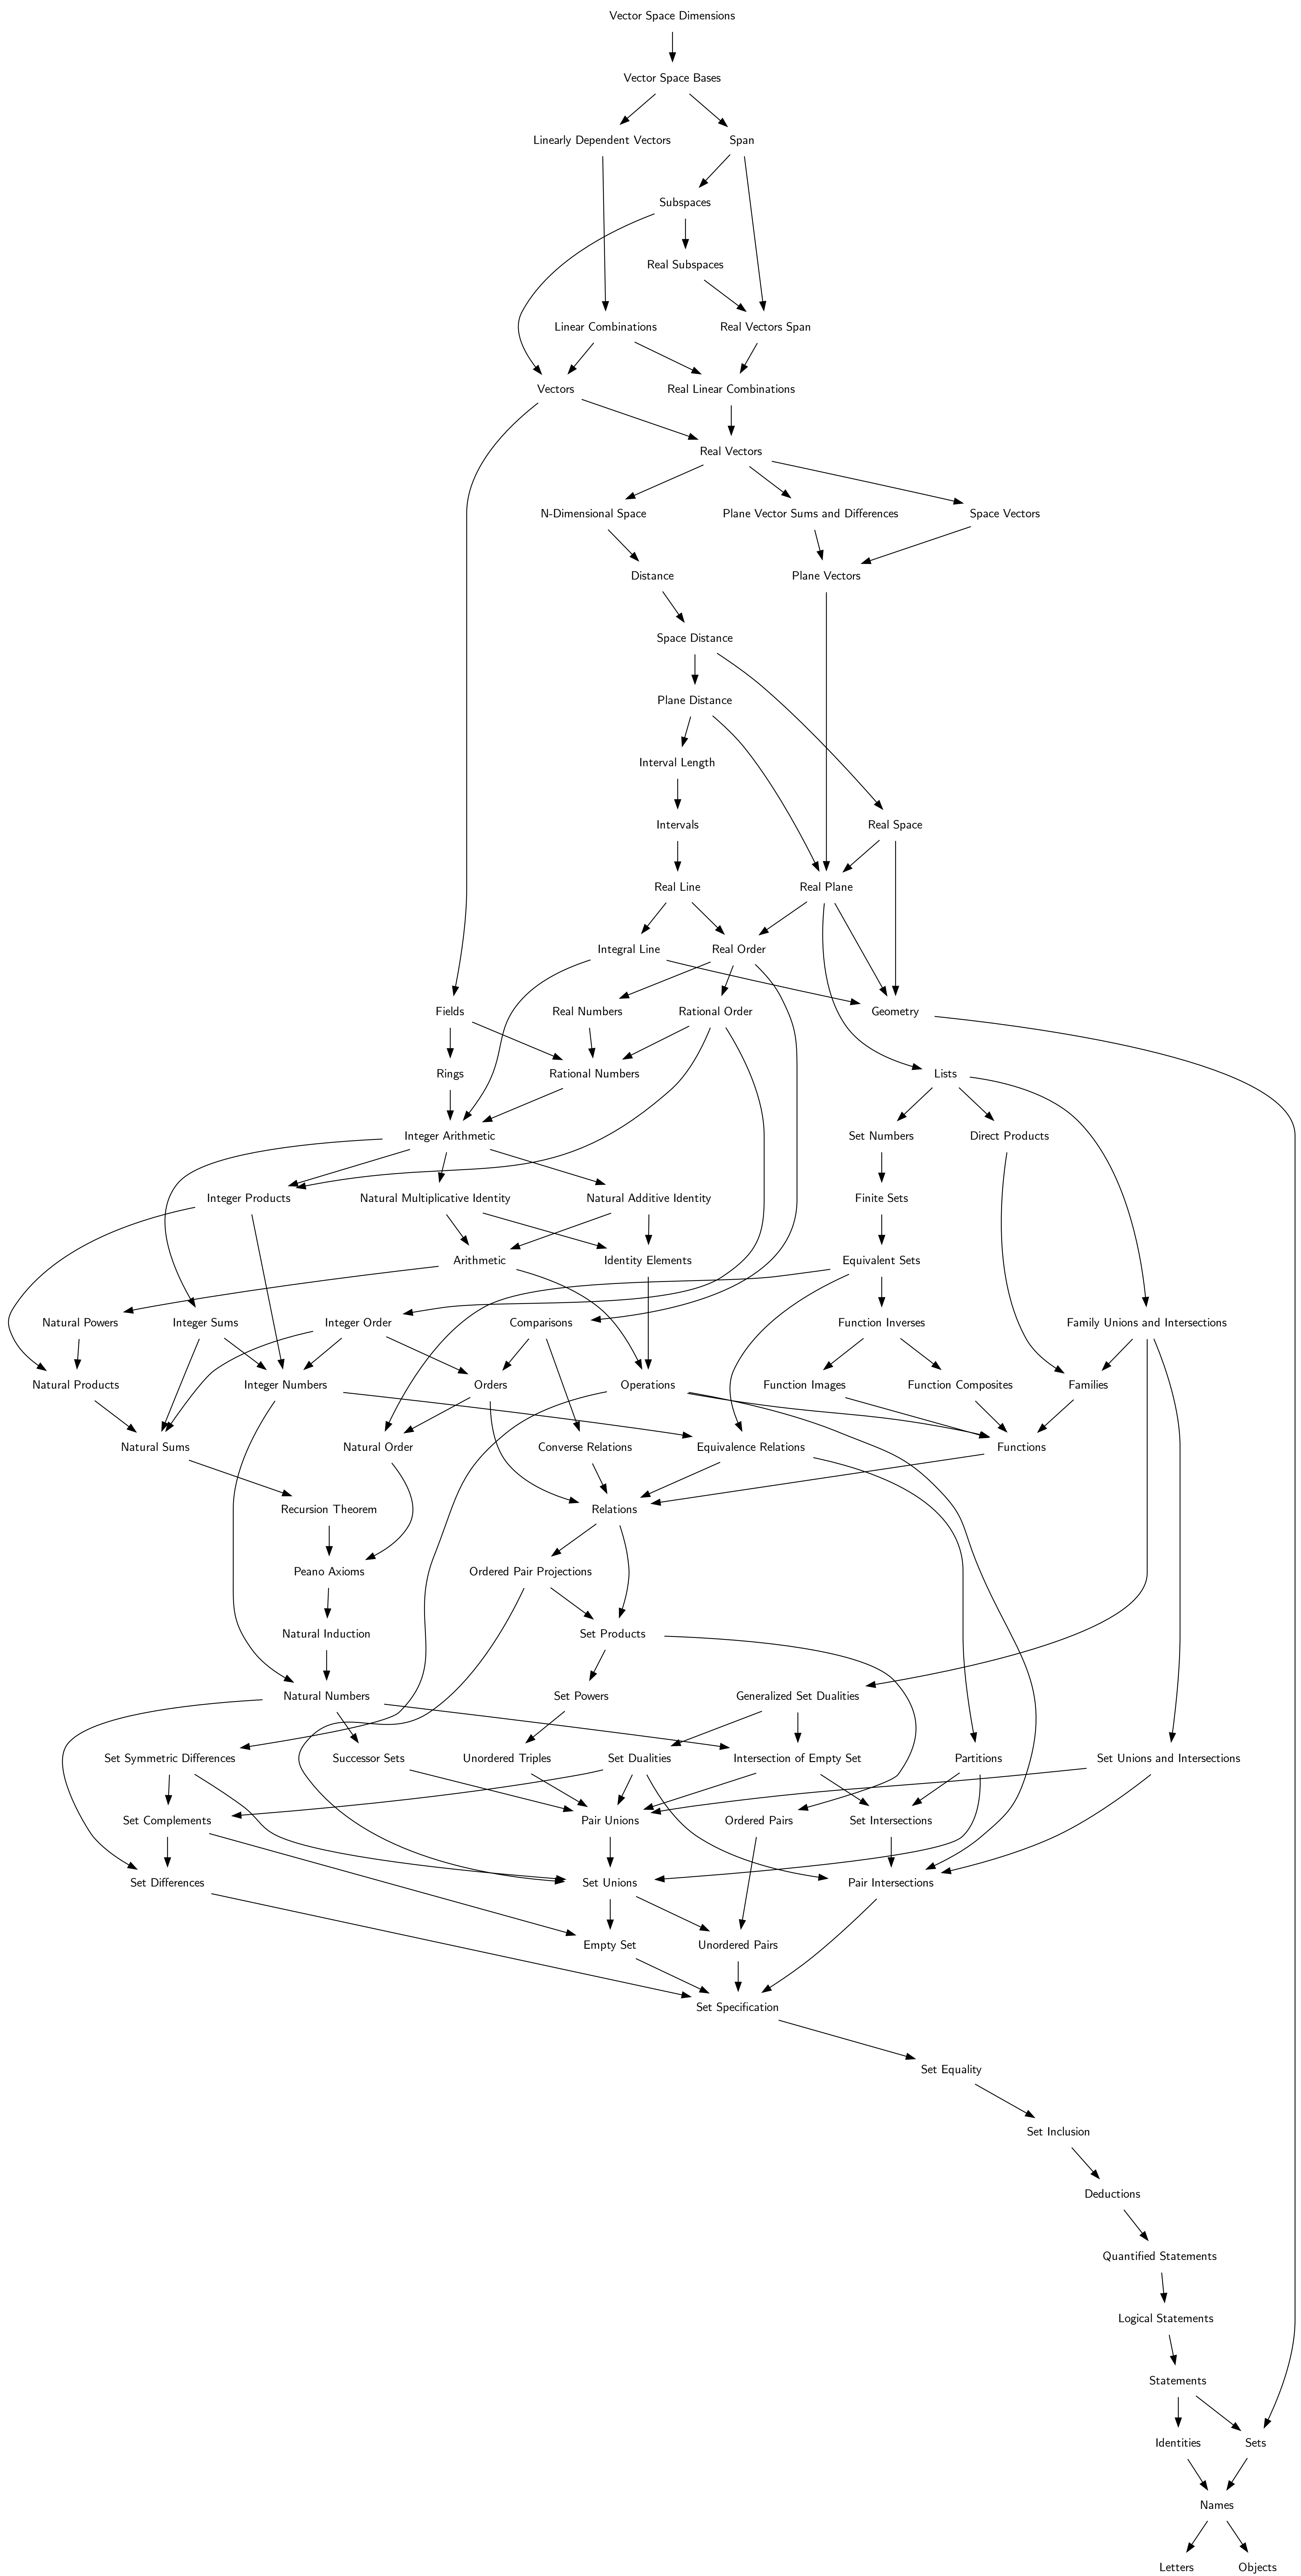 Vector Space Dimensions
Vector Space Bases
Linearly Dependent Vectors
Span
Subspaces
Real Subspaces
Linear Combinations
Real Vectors Span
Vectors
Real Linear Combinations
Real Vectors
N-Dimensional Space
Plane Vector Sums and Differences
Space Vectors
Distance
Plane Vectors
Space Distance
Plane Distance
Interval Length
Intervals
Real Space
Real Line
Real Plane
Integral Line
Real Order
Fields
Real Numbers
Rational Order
Geometry
Rings
Rational Numbers
Lists
Integer Arithmetic
Set Numbers
Direct Products
Integer Products
Natural Multiplicative Identity
Natural Additive Identity
Finite Sets
Arithmetic
Identity Elements
Equivalent Sets
Natural Powers
Integer Sums
Integer Order
Comparisons
Function Inverses
Family Unions and Intersections
Natural Products
Integer Numbers
Orders
Operations
Function Images
Function Composites
Families
Natural Sums
Natural Order
Converse Relations
Equivalence Relations
Functions
Recursion Theorem
Relations
Peano Axioms
Ordered Pair Projections
Natural Induction
Set Products
Natural Numbers
Set Powers
Generalized Set Dualities
Set Symmetric Differences
Successor Sets
Unordered Triples
Set Dualities
Intersection of Empty Set
Partitions
Set Unions and Intersections
Set Complements
Pair Unions
Ordered Pairs
Set Intersections
Set Differences
Set Unions
Pair Intersections
Empty Set
Unordered Pairs
Set Specification
Set Equality
Set Inclusion
Deductions
Quantified Statements
Logical Statements
Statements
Identities
Sets
Names
Letters
Objects